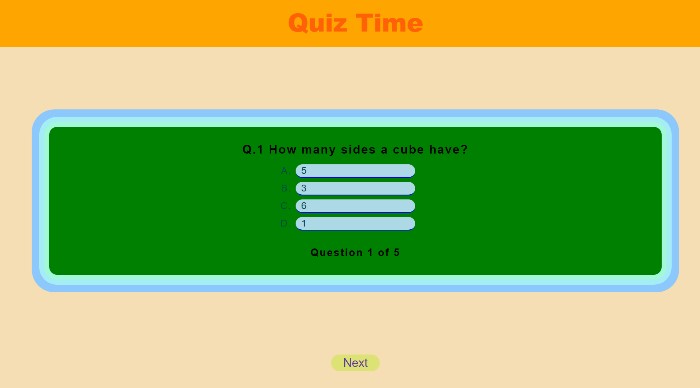 Quiz Time
Q.1 How many sides a cube have?
A. 5
B. 3
C. 6
D. 1
Question 1 of 5
Next